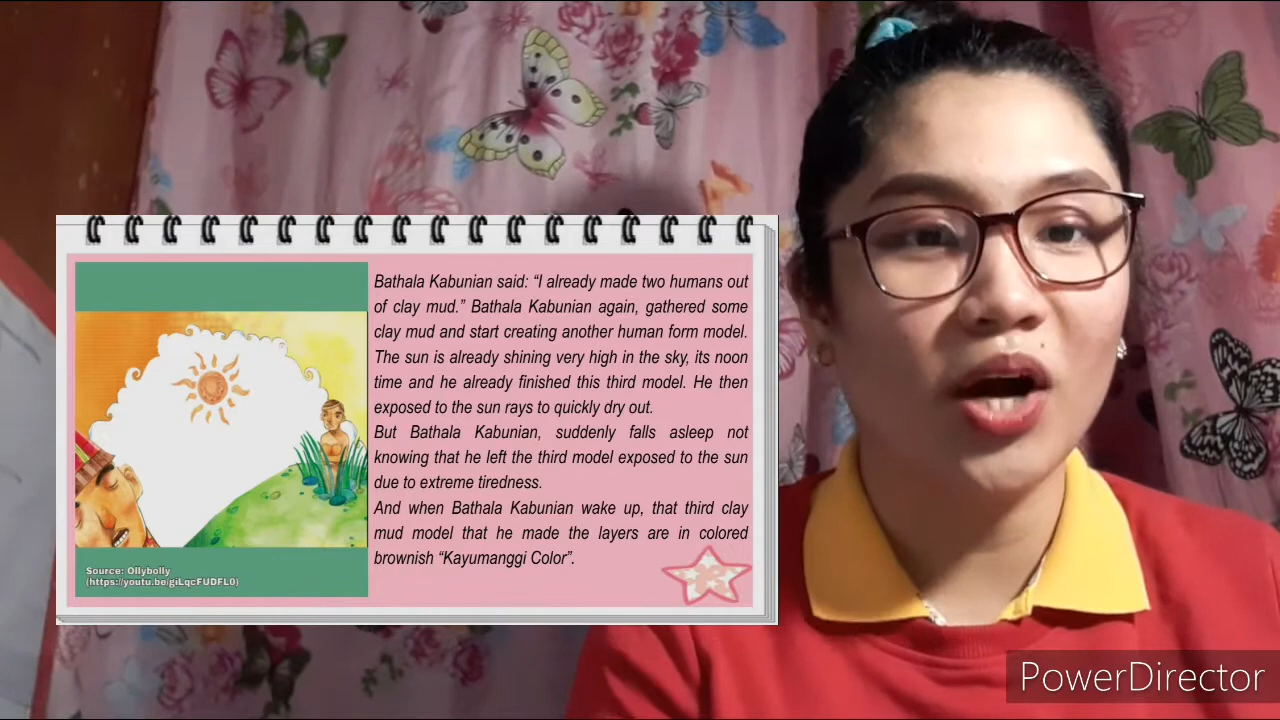 Bathala Kabunian said: “I already made two humans out
of clay mud.” Bathala Kabunian again, gathered some
clay mud and start creating another human form model.
The sun is already shining very high in the sky, its noon
time and he already finished this third model. He then
exposed to the sun rays to quickly dry out.
But Bathala Kabunian, suddenly falls asleep not
knowing that he left the third model exposed to the sun
due to extreme tiredness.
And when Bathala Kabunian wake up, that third clay
mud model that he made the layers are in colored
brownish “Kayumanggi Color”.
Source: Ollybolly
(https://youtu.be/giLqcFUDFL0)
PowerDirector